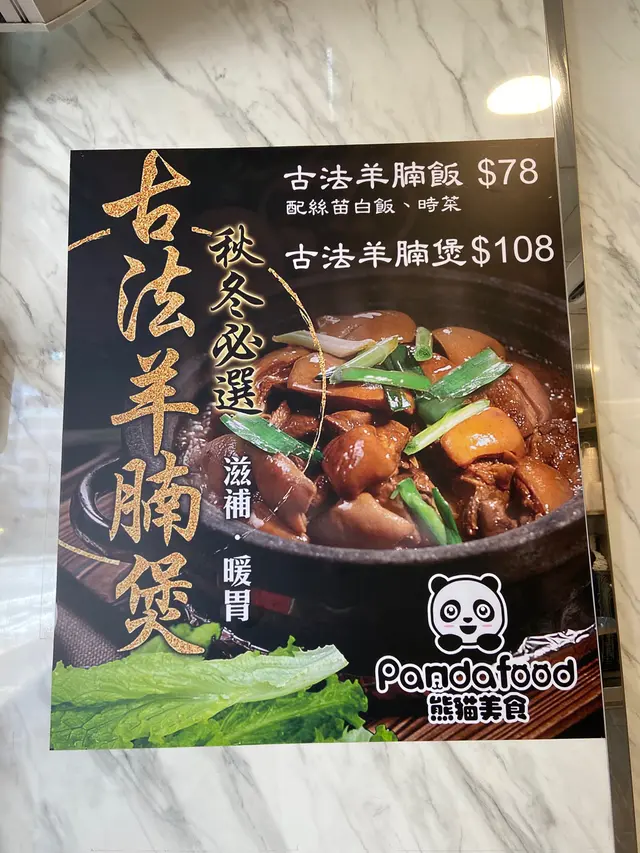 古法羊腩煲
秋冬必選
滋補·暖胃
古法羊腩飯 $78
配絲苗白飯、時菜
古法羊腩煲$108
Pandafood
熊猫美食